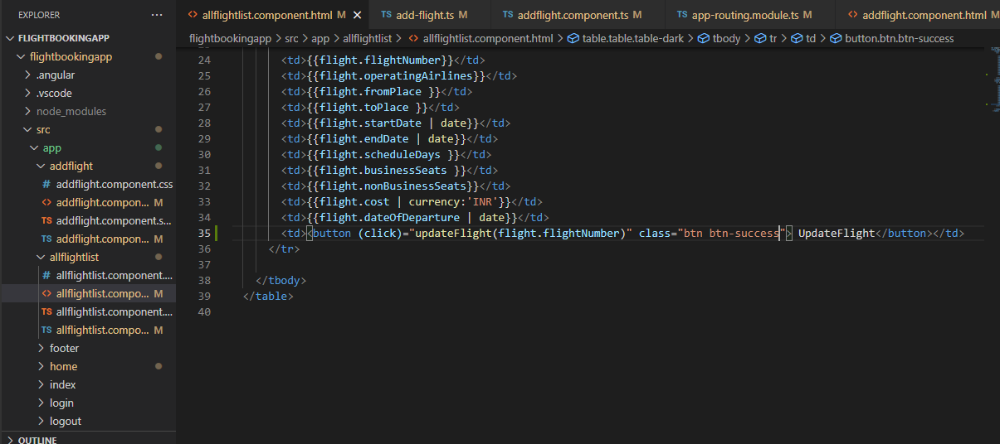 EXPLORER
FLIGHTBOOKINGAPP
flightbookingapp
.angular
.vscode
node_modules
src
app
addflight
# addflight.component.css
<> addflight.compon... M
TS addflight.component.s...
TS addflight.compon... M
allflightlist
# allflightlist.component....
<> allflightlist.compo... M
TS allflightlist.component....
TS allflightlist.compo... M
footer
home
index
login
logout
OUTLINE
<> allflightlist.component.html M
TS add-flight.ts M
TS addflight.component.ts M
TS app-routing.module.ts M
<> addflight.component.html M
flightbookingapp > src > app > allflightlist > <> allflightlist.component.html > table.table.table-dark > tbody > tr > td > button.btn.btn-success
24 <td>{{flight.flightNumber}}</td>
25 <td>{{flight.operatingAirlines}}</td>
26 <td>{{flight.fromPlace }}</td>
27 <td>{{flight.toPlace }}</td>
28 <td>{{flight.startDate | date}}</td>
29 <td>{{flight.endDate | date}}</td>
30 <td>{{flight.scheduleDays }}</td>
31 <td>{{flight.businessSeats }}</td>
32 <td>{{flight.nonBusinessSeats}}</td>
33 <td>{{flight.cost | currency:'INR'}}</td>
34 <td>{{flight.dateOfDeparture | date}}</td>
35 <td><button (click)="updateFlight(flight.flightNumber)" class="btn btn-success"> UpdateFlight</button></td>
36 </tr>
37
38 </tbody>
39 </table>
40